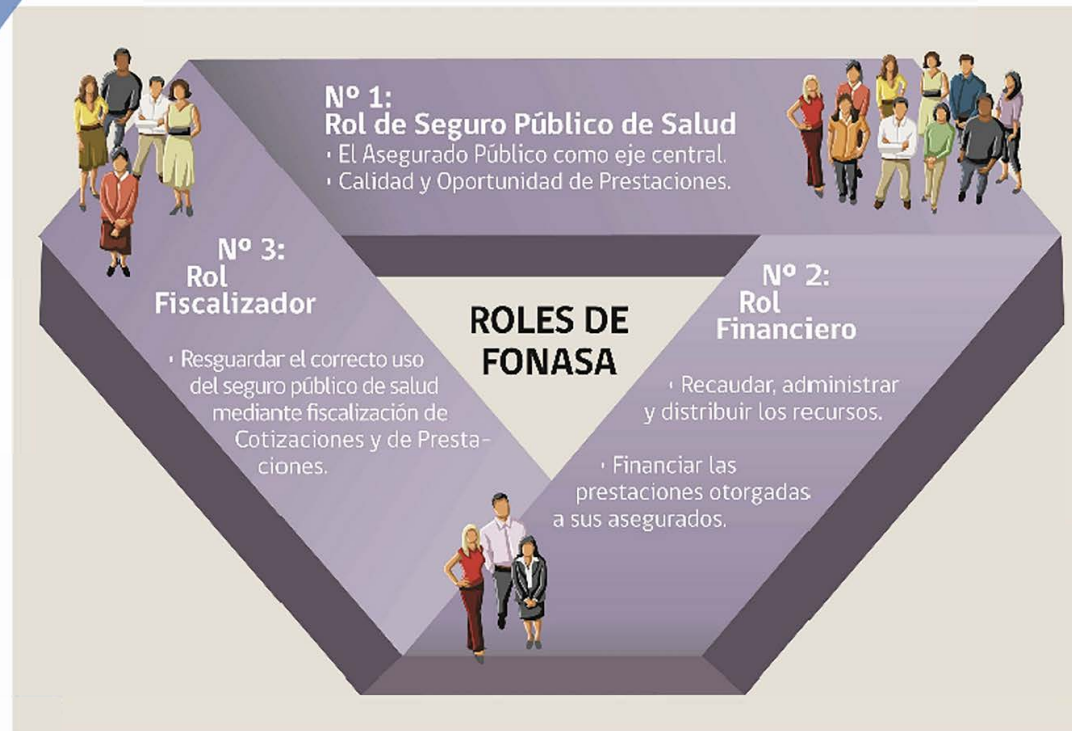 Nº 1:
Rol de Seguro Público de Salud
· El Asegurado Público como eje central.
· Calidad y Oportunidad de Prestaciones.
Nº 2:
Rol
Financiero
· Recaudar, administrar
y distribuir los recursos.
· Financiar las
prestaciones otorgadas
a sus asegurados.
Nº 3:
Rol
Fiscalizador
· Resguardar el correcto uso
del seguro público de salud
mediante fiscalización de
Cotizaciones y de Presta-
ciones.
ROLES DE
FONASA